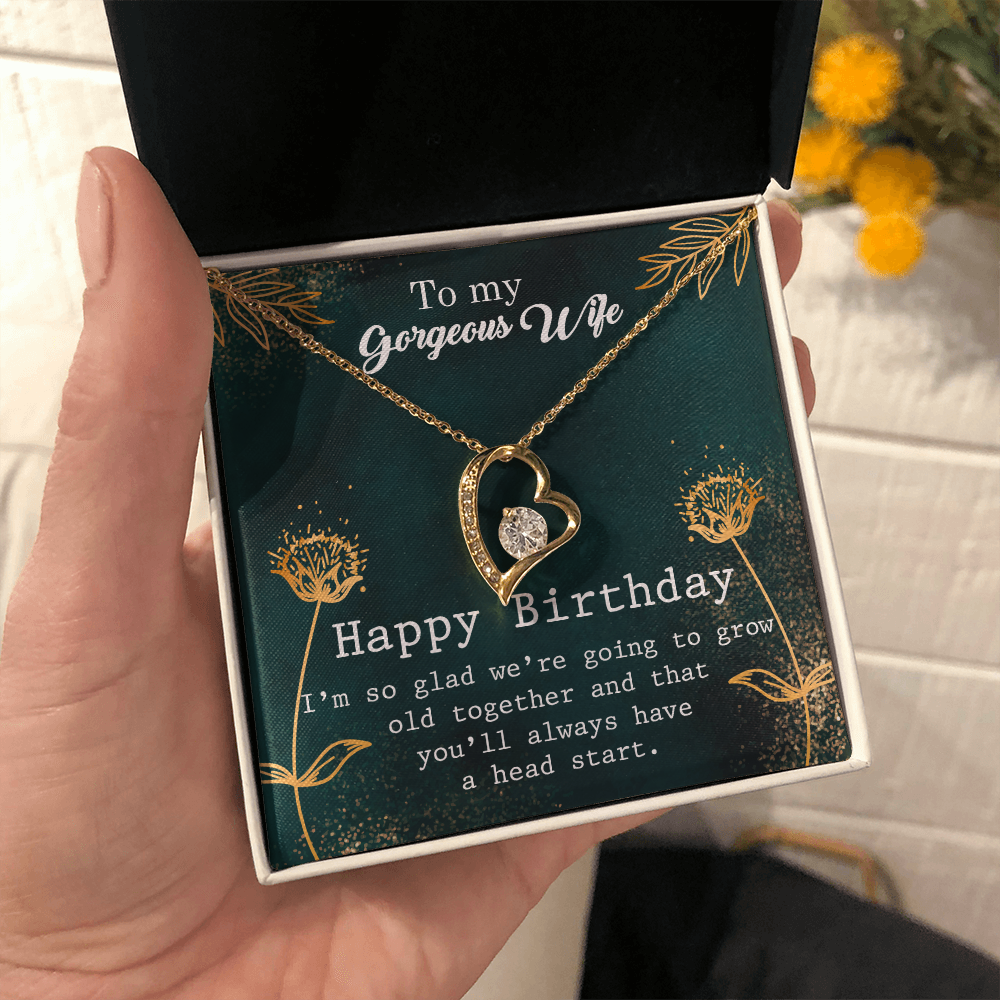 To my
Gorgeous Wife
Happy Birthday
I'm so glad we're going to grow
old together and that
you'll always have
a head start.